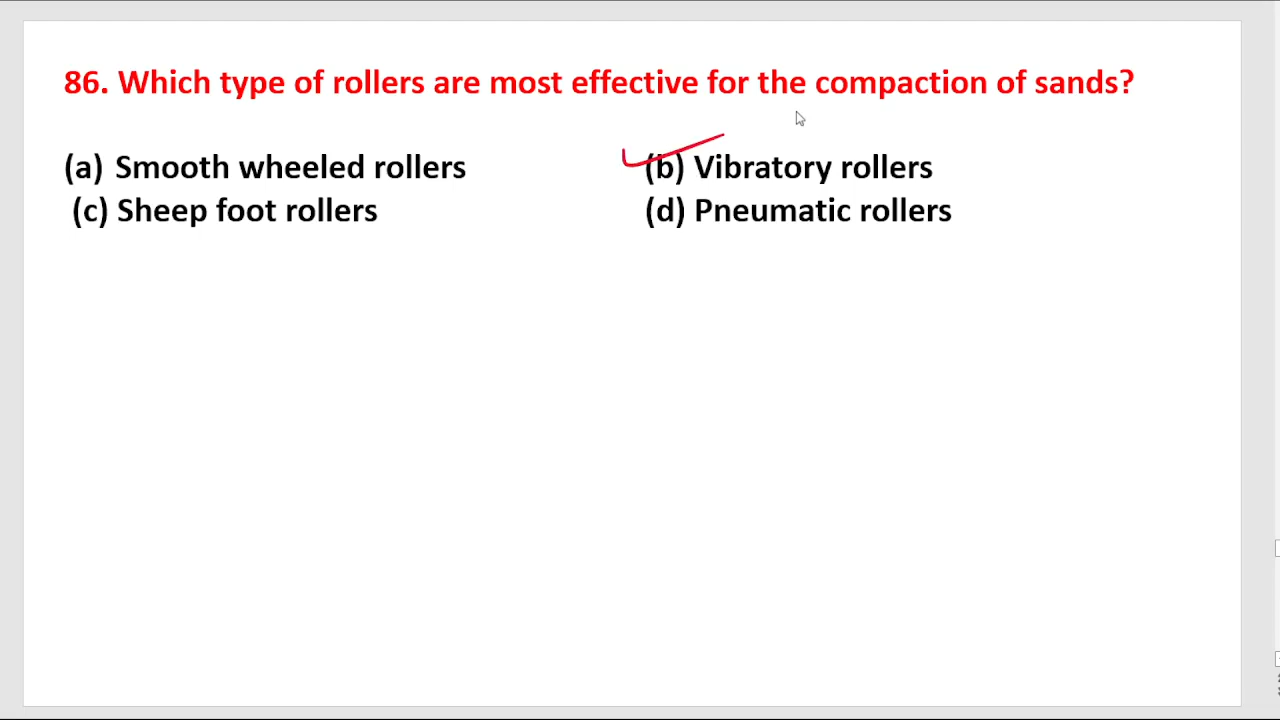 86. Which type of rollers are most effective for the compaction of sands?
(a) Smooth wheeled rollers (b) Vibratory rollers
(c) Sheep foot rollers (d) Pneumatic rollers